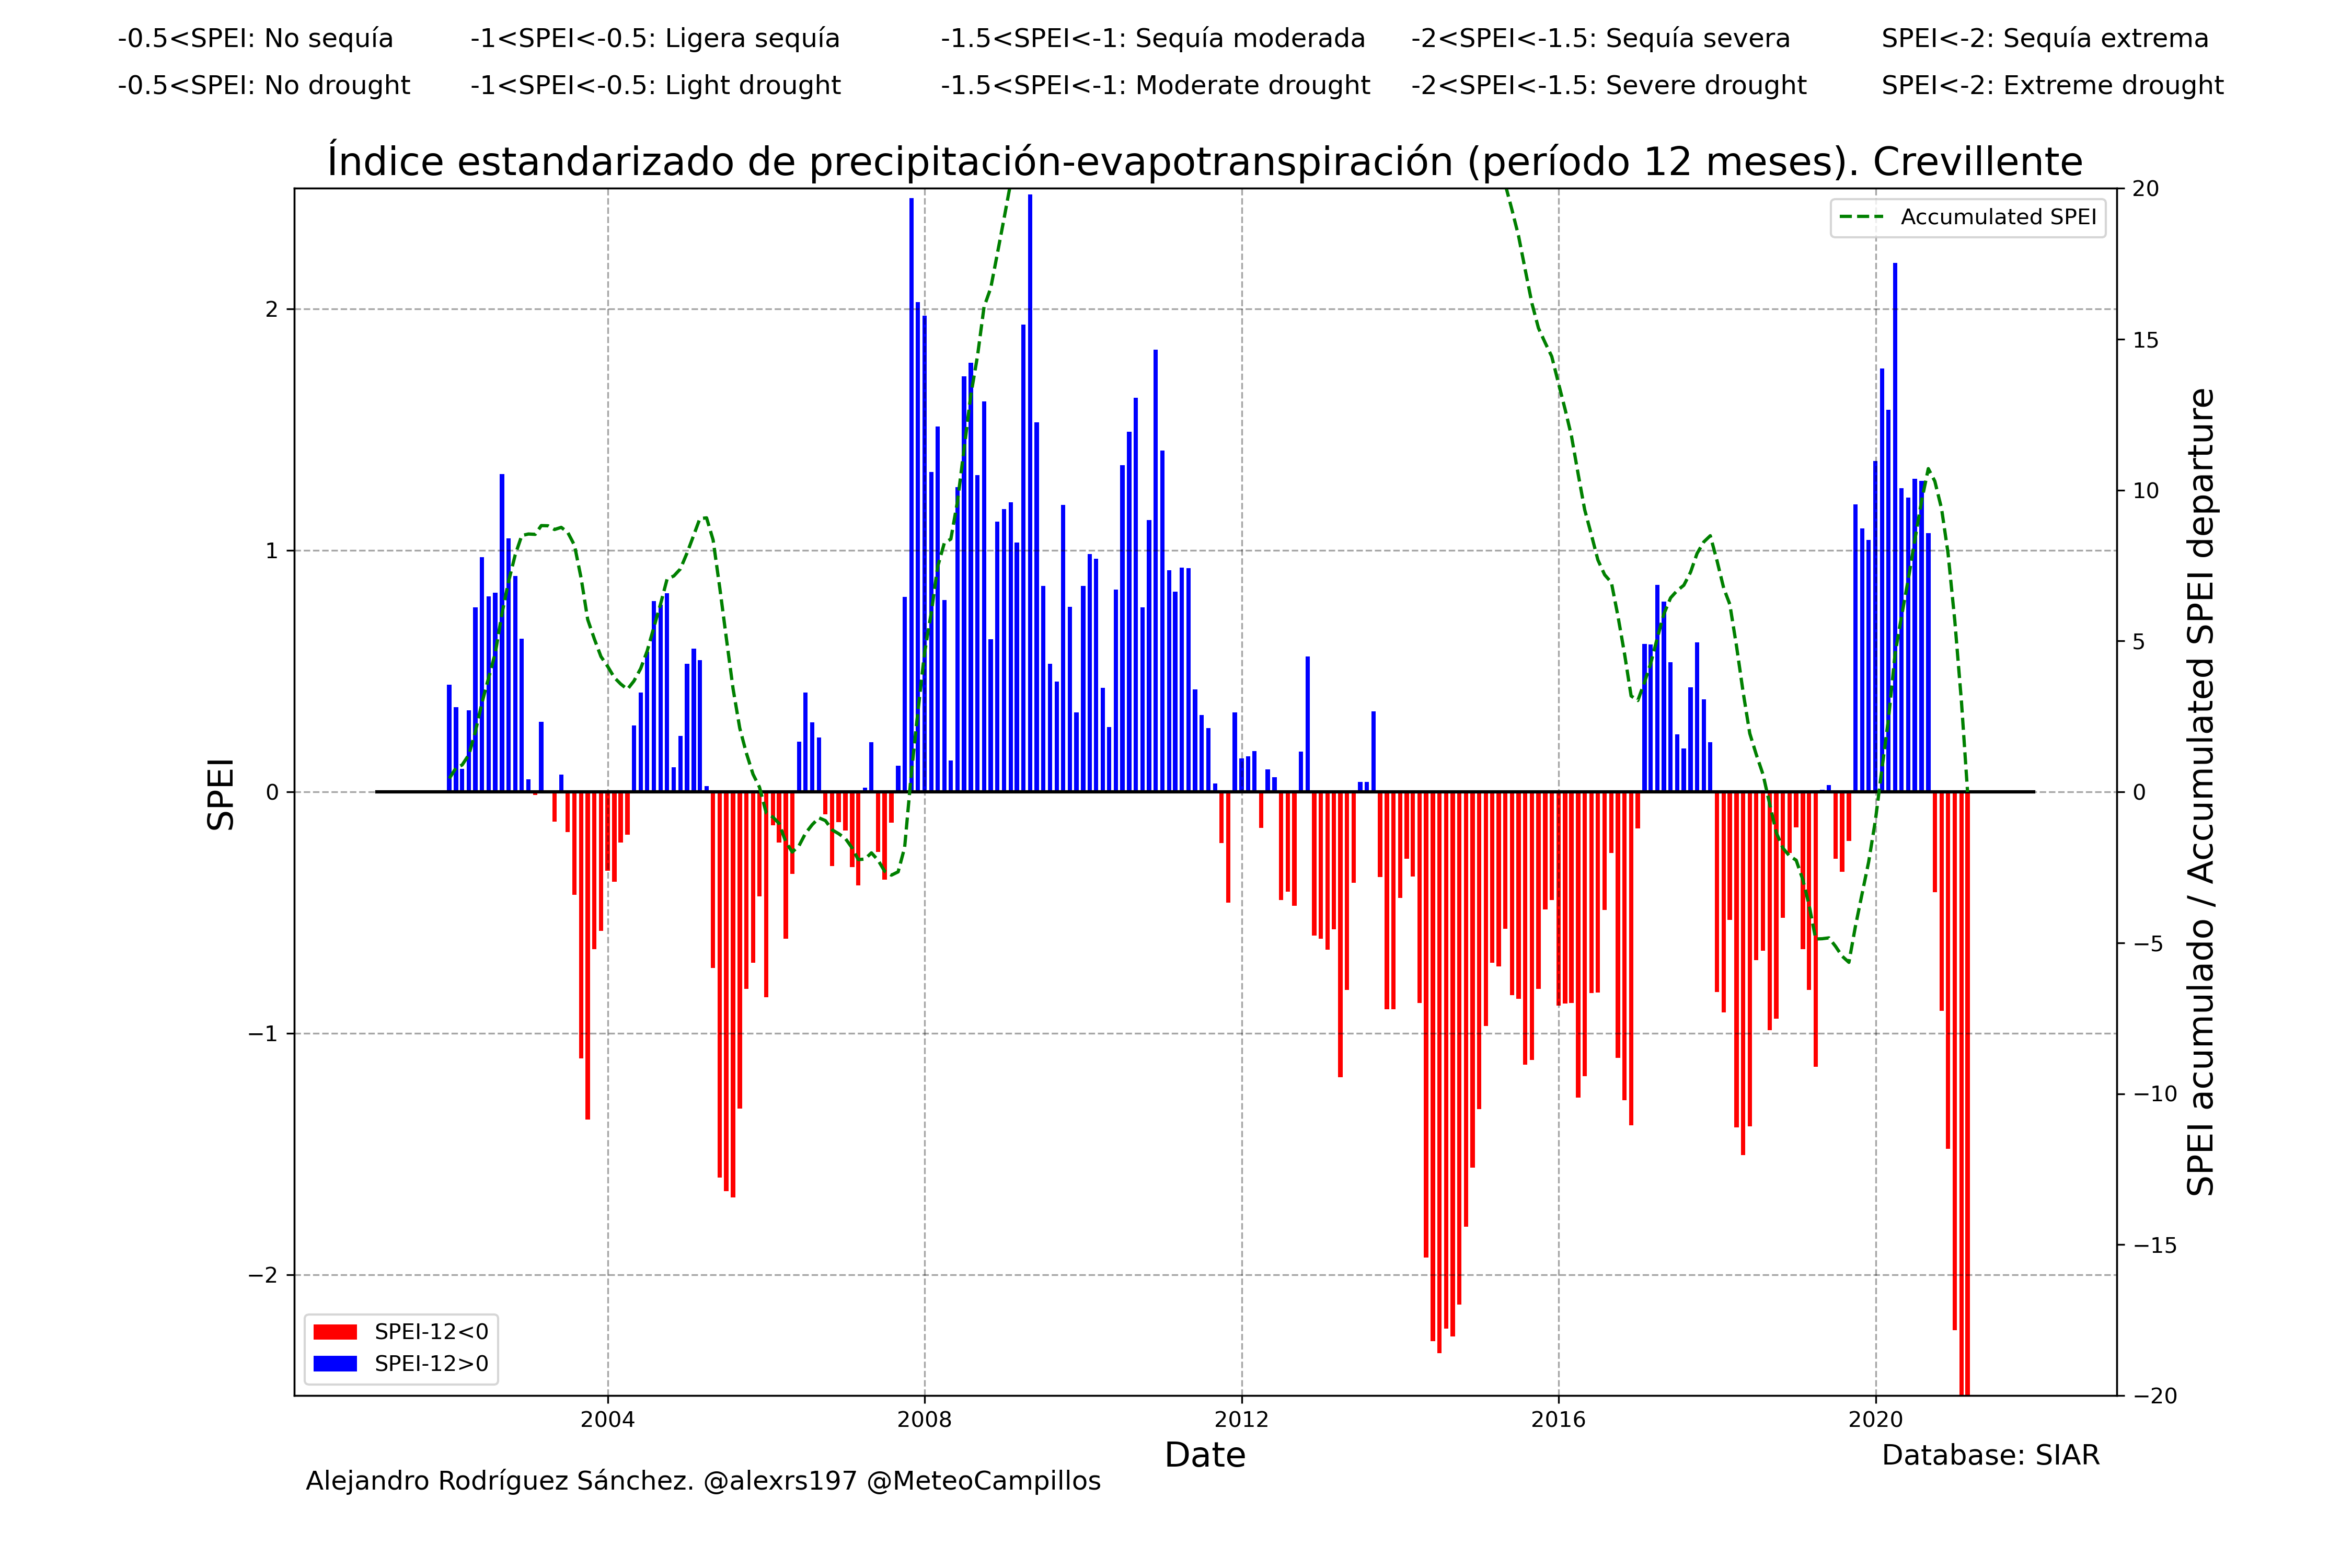 -0.5<SPEI: No sequía -1<SPEI<-0.5: Ligera sequía -1.5<SPEI<-1: Sequía moderada -2<SPEI<-1.5: Sequía severa SPEI<-2: Sequía extrema
-0.5<SPEI: No drought -1<SPEI<-0.5: Light drought -1.5<SPEI<-1: Moderate drought -2<SPEI<-1.5: Severe drought SPEI<-2: Extreme drought
Índice estandarizado de precipitación-evapotranspiración (período 12 meses). Crevillente
Accumulated SPEI
2
1
0
−1
−2
SPEI
20
15
10
5
0
−5
−10
−15
−20
SPEI acumulado / Accumulated SPEI departure
SPEI-12<0
SPEI-12>0
2004 2008 2012 2016 2020
Date
Database: SIAR
Alejandro Rodríguez Sánchez. @alexrs197 @MeteoCampillos